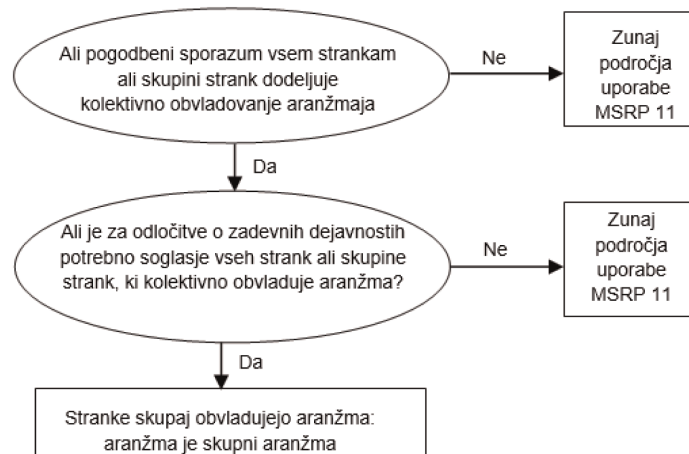 Ali pogodbeni sporazum vsem strankam
ali skupini strank dodeljuje
kolektivno obvladovanje aranžmaja
Ne
Zunaj
področja
uporabe
MSRP 11
Da
Ali je za odločitve o zadevnih dejavnostih
potrebno soglasje vseh strank ali skupine
strank, ki kolektivno obvladuje aranžma?
Ne
Zunaj
področja
uporabe
MSRP 11
Da
Stranke skupaj obvladujejo aranžma:
aranžma je skupni aranžma